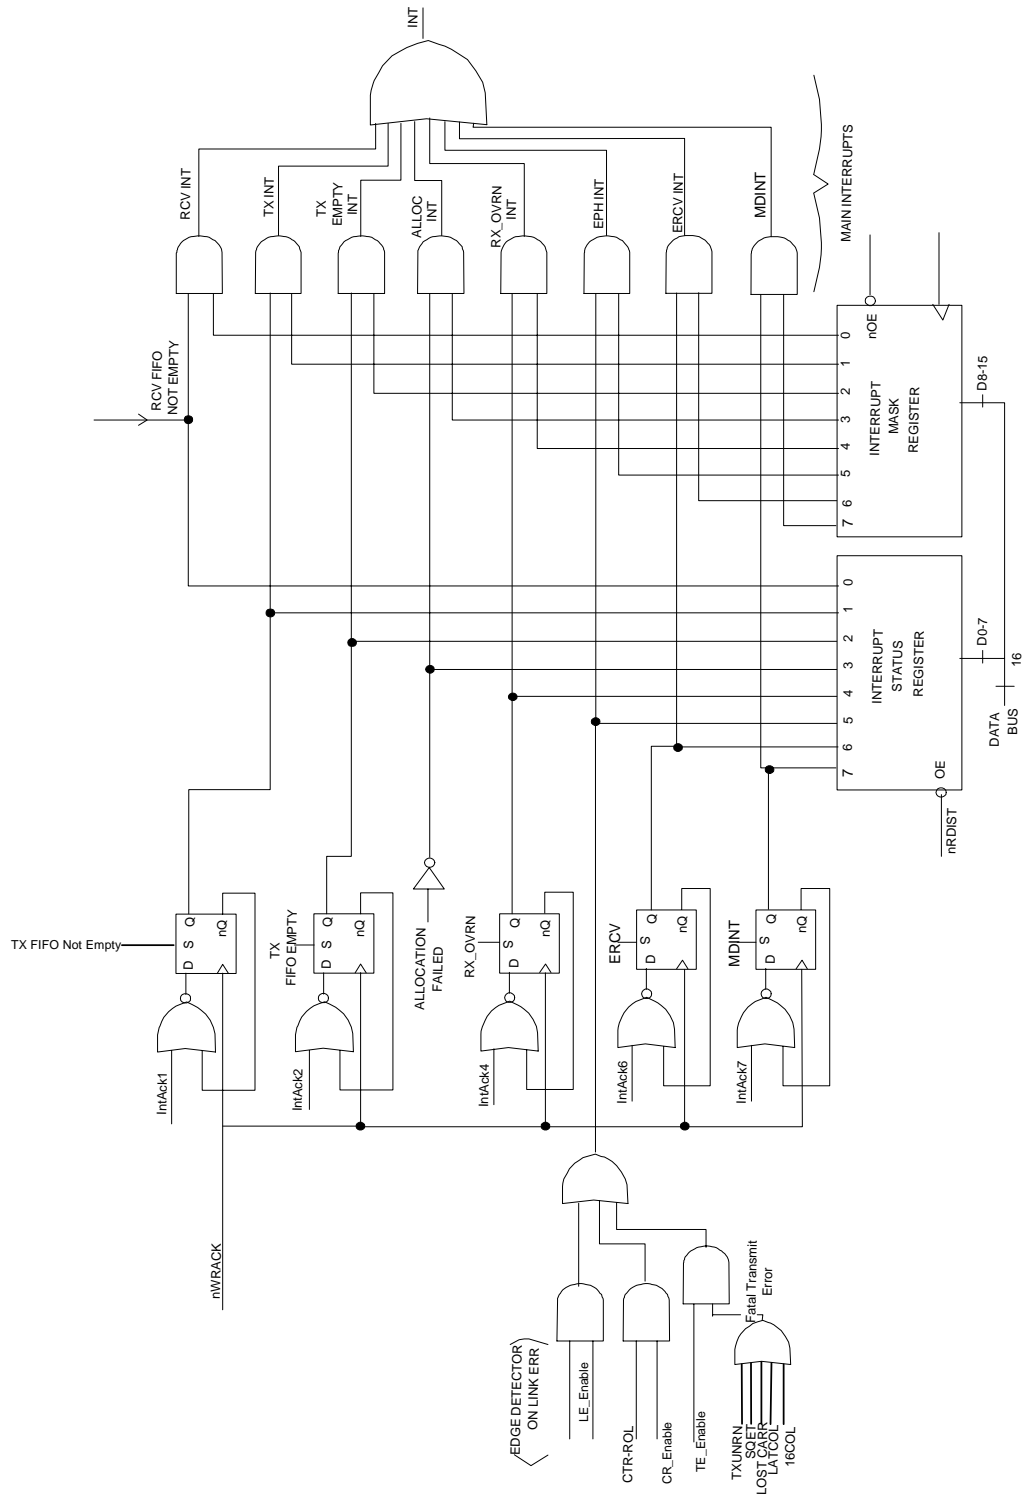 INT
RCV INT
TX INT
TX
EMPTY
INT
ALLOC
INT
RX_OVRN
INT
EPH INT
ERCV INT
MDINT
MAIN INTERRUPTS
RCV FIFO
NOT EMPTY
nOE
0
1
2
3
4
5
6
7
INTERRUPT
MASK
REGISTER
D8-15
0
1
2
3
4
5
6
7
INTERRUPT
STATUS
REGISTER
OE
nRDIST
D0-7
16
DATA
BUS
TX FIFO Not Empty
D
S
Q
nQ
IntAck1
TX
FIFO EMPTY
D
S
Q
nQ
IntAck2
ALLOCATION
FAILED
RX_OVRN
D
S
Q
nQ
IntAck4
ERCV
D
S
Q
nQ
IntAck6
MDINT
D
S
Q
nQ
IntAck7
nWRACK
EDGE DETECTOR
ON LINK ERR
LE_Enable
CTR-ROL
CR_Enable
TE_Enable
Fatal Transmit
Error
TXUNRN
SQET
LOST CARR
LATCOL
16COL